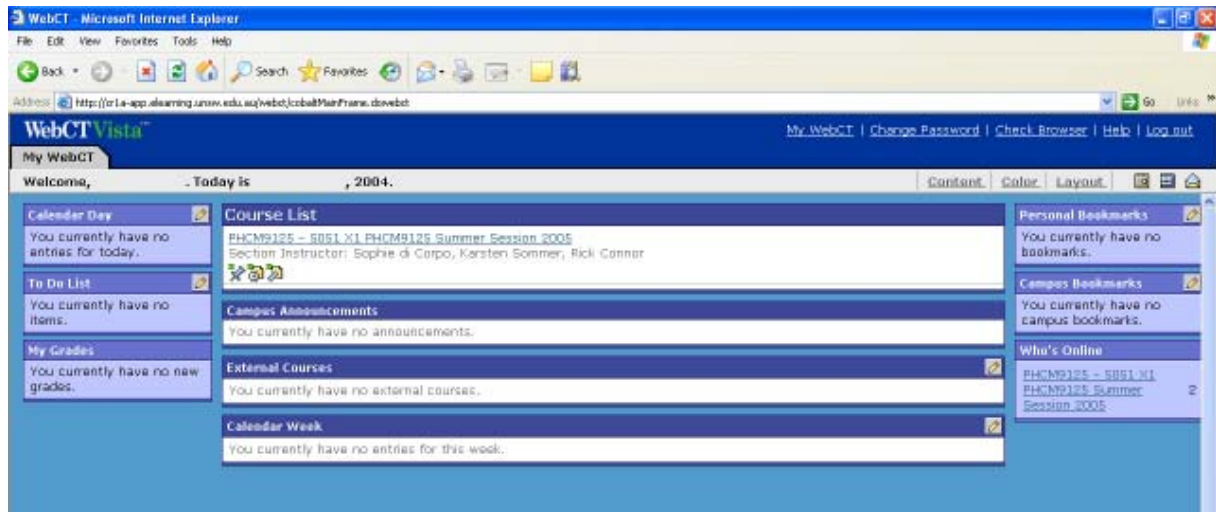 WebCT - Microsoft Internet Explorer
File Edit View Favorites Tools Help
Back Search Favorites
Address http://cr1a-app.elearning.unsw.edu.au/webct/cobaltMainFrame.dowebct Go Links
WebCT Vista™
My WebCT | Change Password | Check Browser | Help | Log out
My WebCT
Welcome, . Today is , 2004.
Content Color Layout
Calendar Day
You currently have no
entries for today.
To Do List
You currently have no
items.
My Grades
You currently have no new
grades.
Course List
PHCM9125 - S051 X1 PHCM9125 Summer Session 2005
Section Instructor: Sophie di Corpo, Karsten Sommer, Rick Connor
Campus Announcements
You currently have no announcements.
External Courses
You currently have no external courses.
Calendar Week
You currently have no entries for this week.
Personal Bookmarks
You currently have no
bookmarks.
Campus Bookmarks
You currently have no
campus bookmarks.
Who's Online
PHCM9125 - S051 X1
PHCM9125 Summer 2
Session 2005